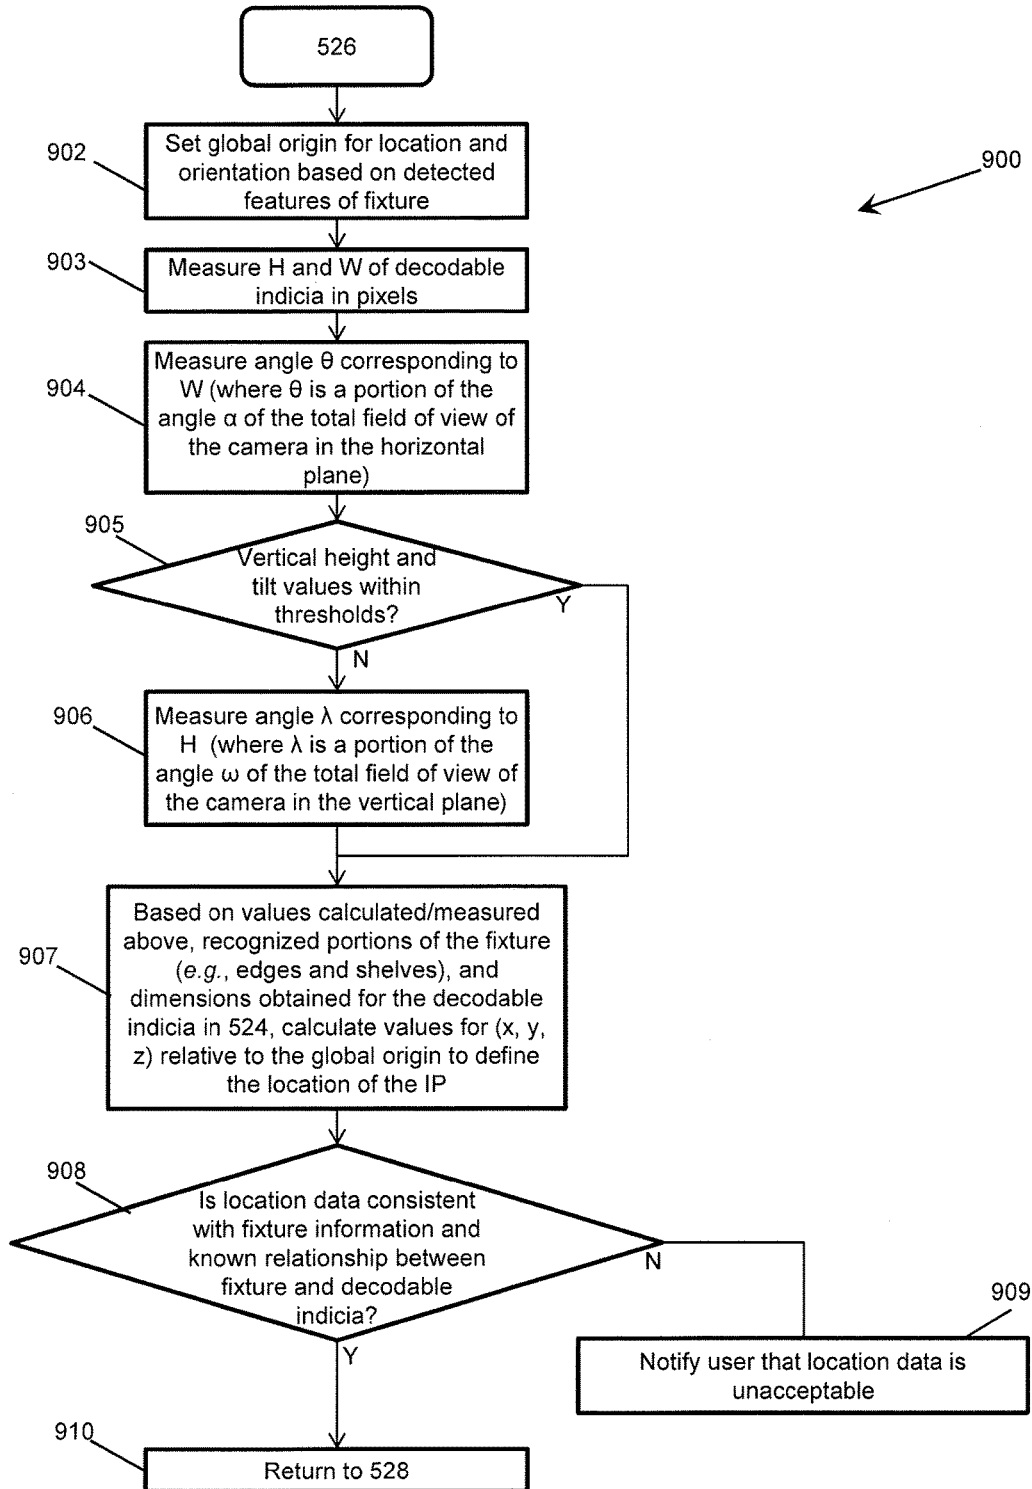 526
902
Set global origin for location and
orientation based on detected
features of fixture
900
903
Measure H and W of decodable
indicia in pixels
904
Measure angle θ corresponding to
W (where θ is a portion of the
angle α of the total field of view of
the camera in the horizontal
plane)
905
Vertical height and
tilt values within
thresholds?
Y
N
906
Measure angle λ corresponding to
H (where λ is a portion of the
angle ω of the total field of view of
the camera in the vertical plane)
907
Based on values calculated/measured
above, recognized portions of the fixture
(e.g., edges and shelves), and
dimensions obtained for the decodable
indicia in 524, calculate values for (x, y,
z) relative to the global origin to define
the location of the IP
908
Is location data consistent
with fixture information and
known relationship between
fixture and decodable
indicia?
N
Y
909
Notify user that location data is
unacceptable
910
Return to 528